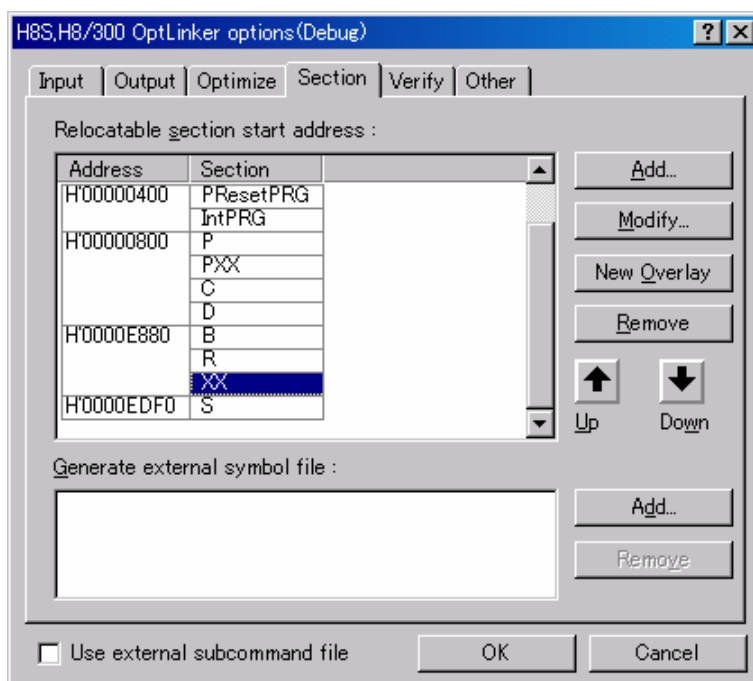 H8S,H8/300 OptLinker options(Debug)
Input Output Optimize Section Verify Other
Relocatable section start address :
Address Section
H'00000400 PResetPRG
IntPRG
H'00000800 P
PXX
C
D
H'0000E880 B
R
XX
H'0000EDF0 S
Add...
Modify...
New Overlay
Remove
Up Down
Generate external symbol file :
Add...
Remove
Use external subcommand file
OK
Cancel